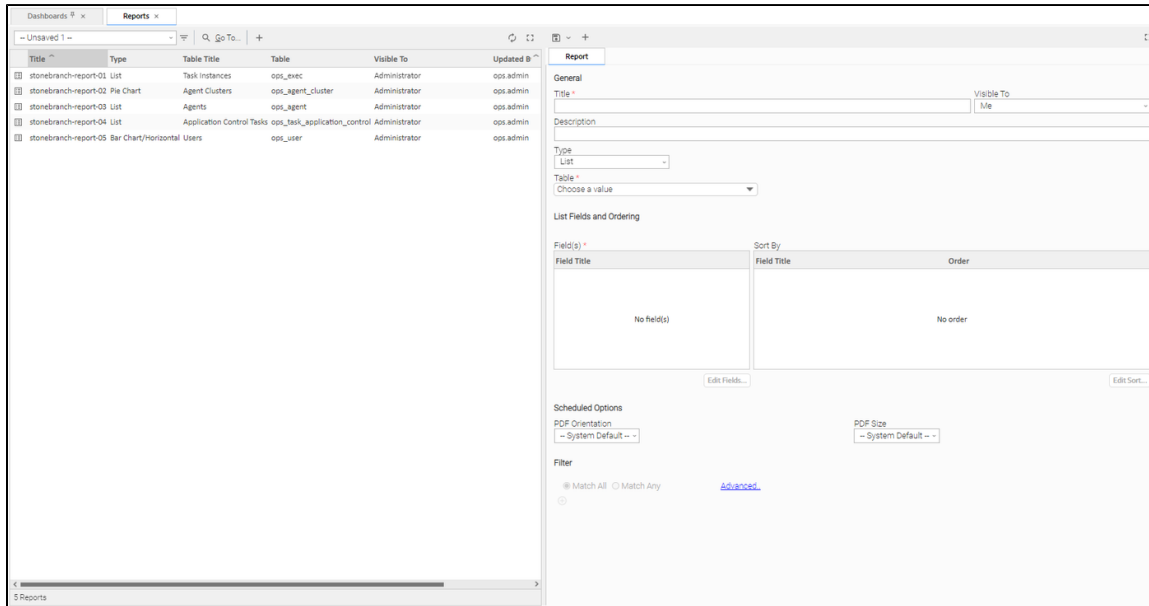 Dashboards ×
Reports ×
-- Unsaved 1 --
Go To...
Title Type Table Title Table Visible To Updated B
stonebranch-report-01 List Task Instances ops_exec Administrator ops.admin
stonebranch-report-02 Pie Chart Agent Clusters ops_agent_cluster Administrator ops.admin
stonebranch-report-03 List Agents ops_agent Administrator ops.admin
stonebranch-report-04 List Application Control Tasks ops_task_application_control Administrator ops.admin
stonebranch-report-05 Bar Chart/Horizontal Users ops_user Administrator ops.admin
5 Reports
Report
General
Title * Visible To
Me
Description
Type
List
Table *
Choose a value
List Fields and Ordering
Field(s) * Sort By
Field Title Field Title Order
No field(s) No order
Edit Fields... Edit Sort...
Scheduled Options
PDF Orientation PDF Size
-- System Default -- -- System Default --
Filter
Match All Match Any Advanced..